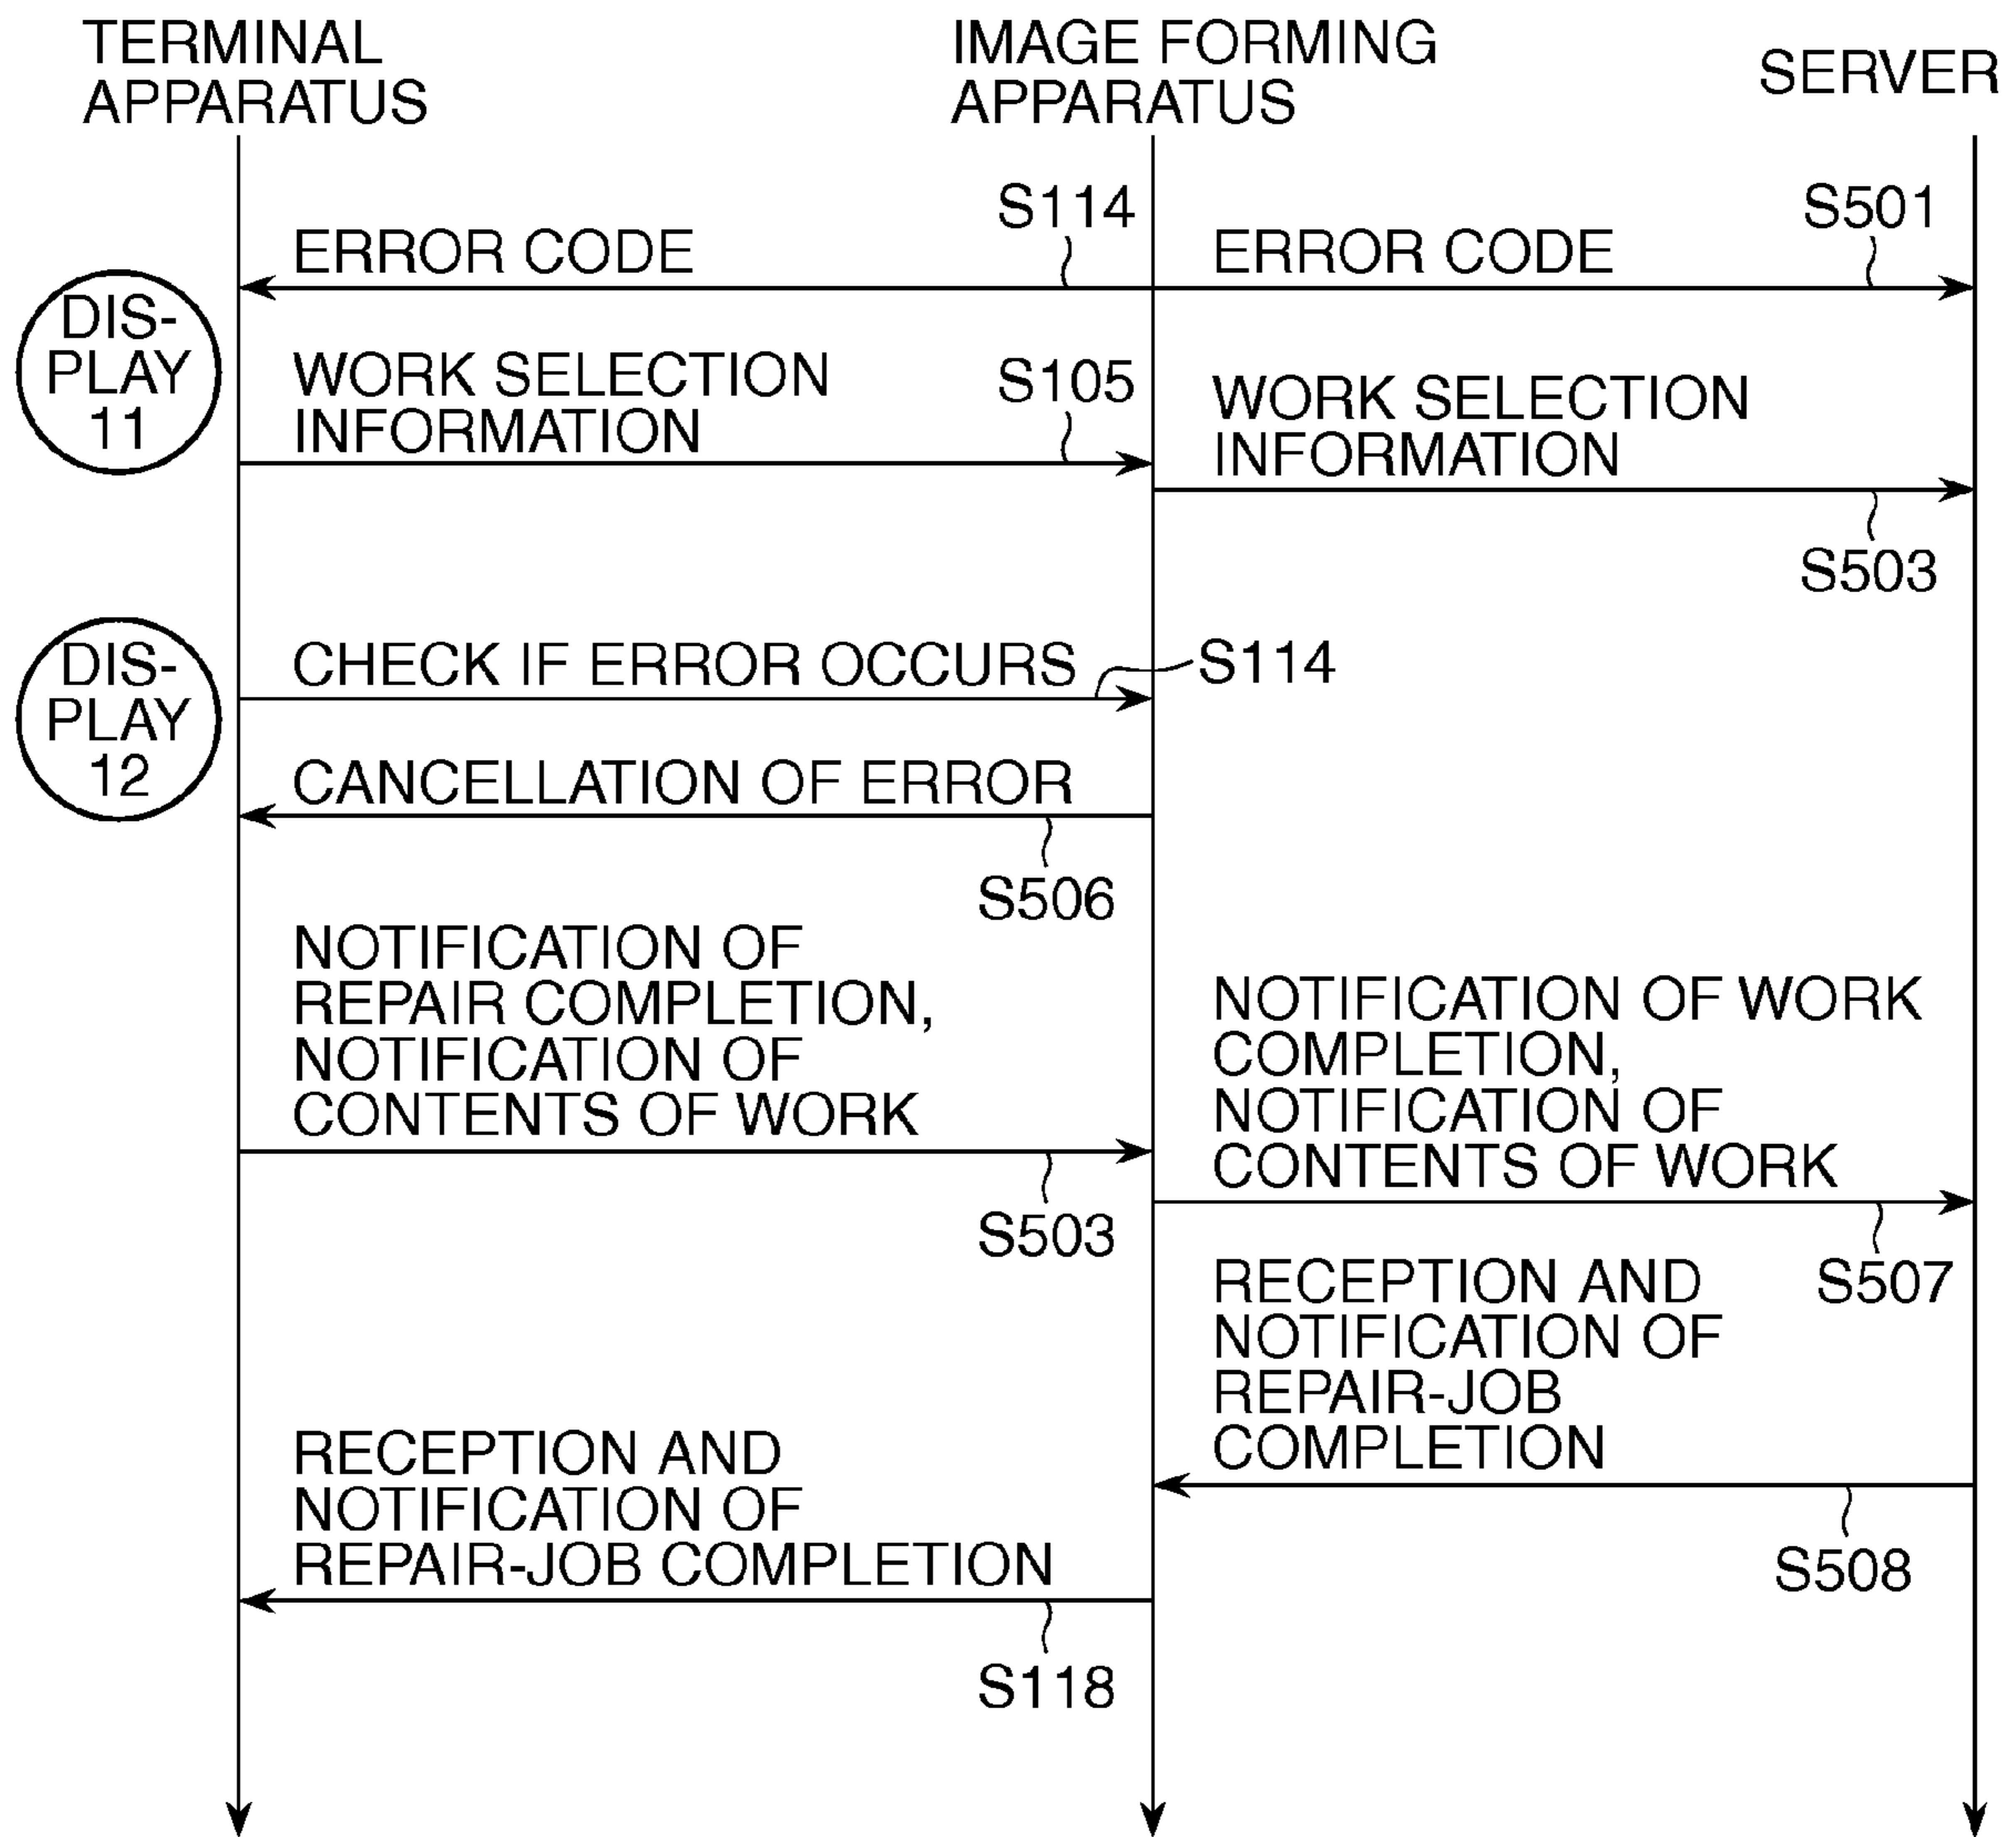 TERMINAL
APPARATUS
IMAGE FORMING
APPARATUS
SERVER
S114
S501
ERROR CODE
ERROR CODE
DIS-
PLAY
11
WORK SELECTION
INFORMATION
S105
WORK SELECTION
INFORMATION
S503
DIS-
PLAY
12
CHECK IF ERROR OCCURS
S114
CANCELLATION OF ERROR
S506
NOTIFICATION OF
REPAIR COMPLETION,
NOTIFICATION OF
CONTENTS OF WORK
S503
NOTIFICATION OF WORK
COMPLETION,
NOTIFICATION OF
CONTENTS OF WORK
S507
RECEPTION AND
NOTIFICATION OF
REPAIR-JOB
COMPLETION
S508
RECEPTION AND
NOTIFICATION OF
REPAIR-JOB COMPLETION
S118